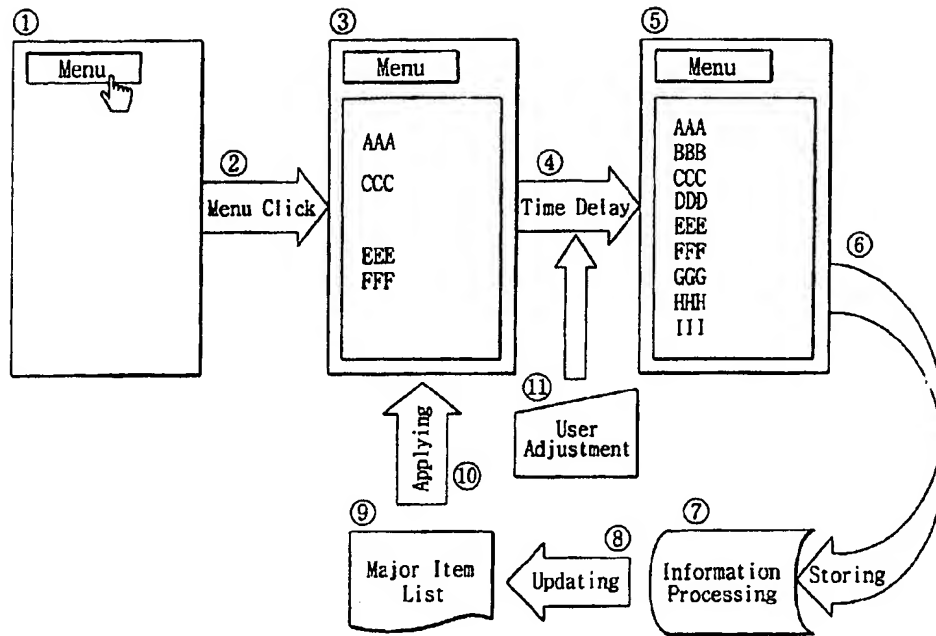 ①
Menu
②
Menu Click
③
Menu
AAA
CCC
EEE
FFF
④
Time Delay
⑤
Menu
AAA
BBB
CCC
DDD
EEE
FFF
GGG
HHH
III
⑥
Storing
⑦
Information
Processing
⑧
Updating
⑨
Major Item
List
⑩
Applying
⑪
User
Adjustment